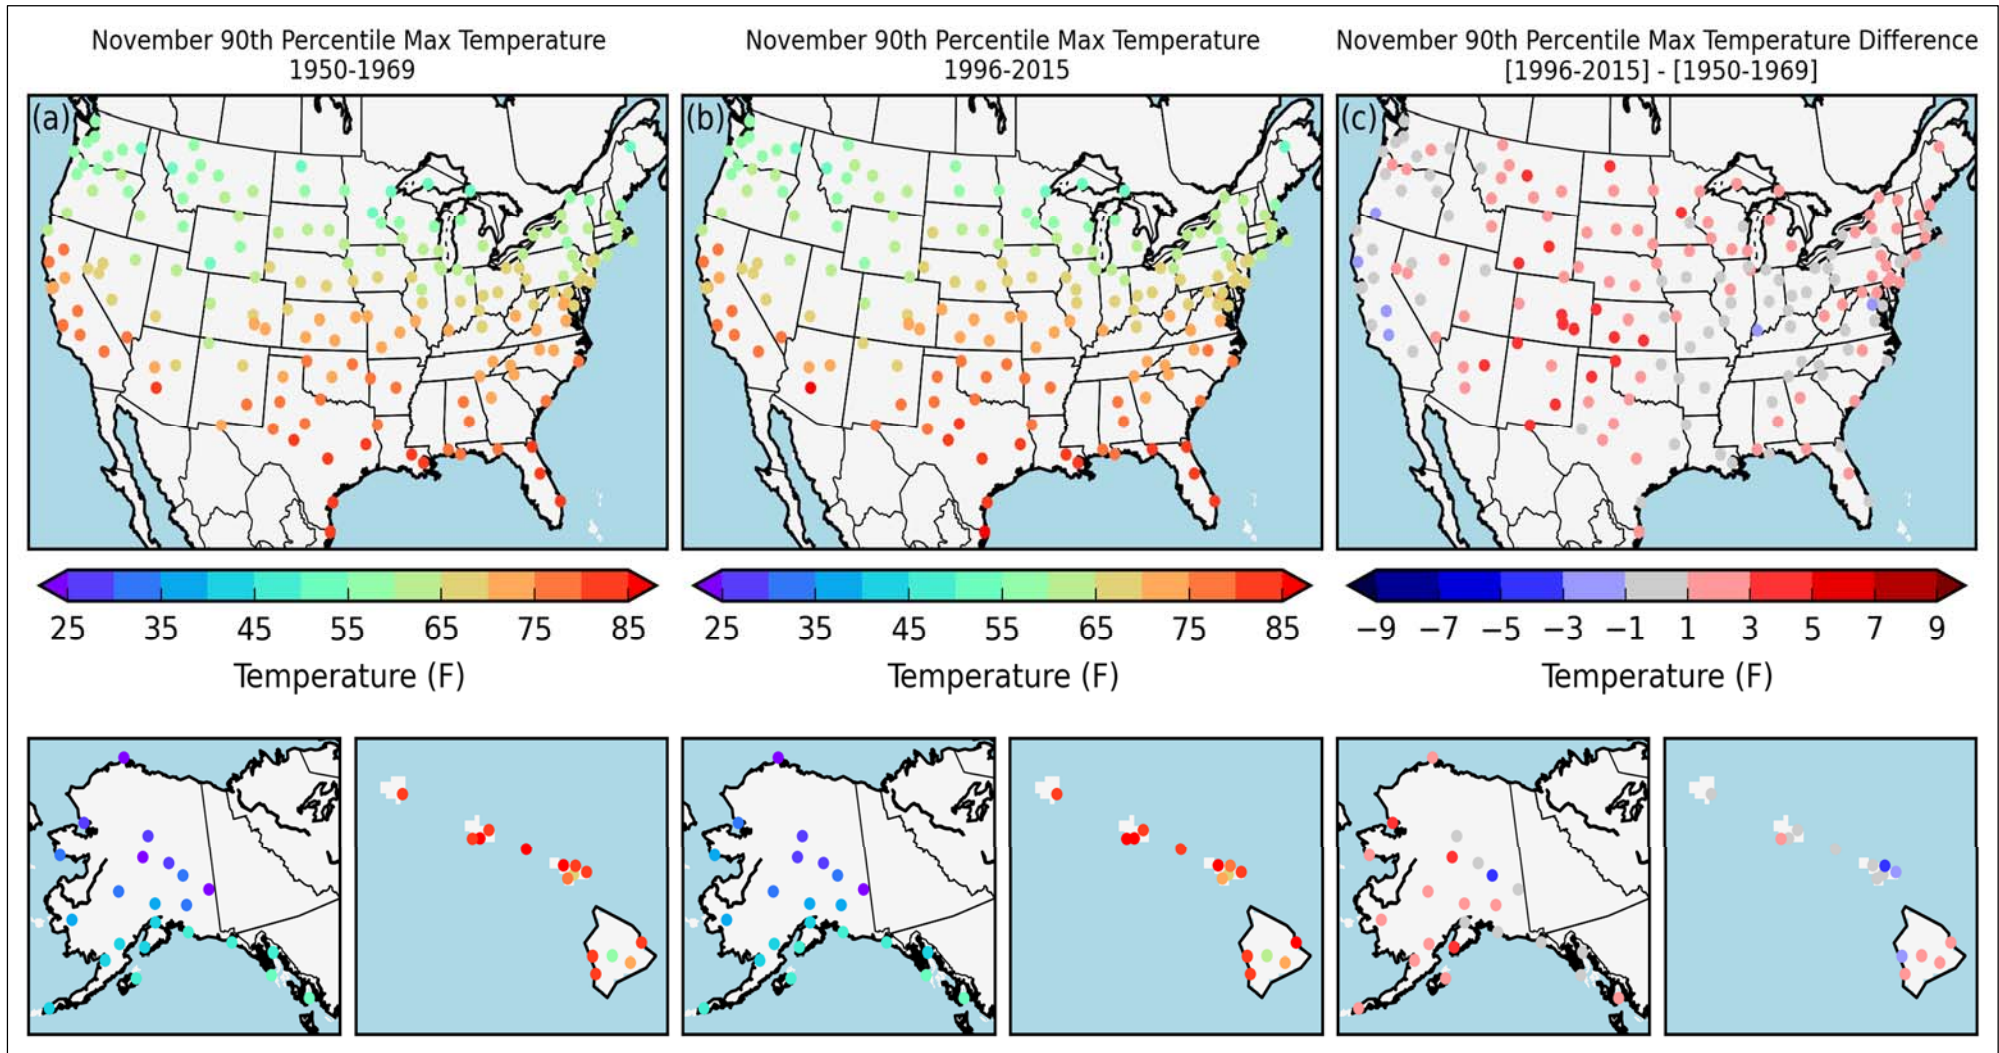 November 90th Percentile Max Temperature
1950-1969
November 90th Percentile Max Temperature
1996-2015
November 90th Percentile Max Temperature Difference
[1996-2015] - [1950-1969]
(a)
(b)
(c)
25 35 45 55 65 75 85
Temperature (F)
25 35 45 55 65 75 85
Temperature (F)
−9 −7 −5 −3 −1 1 3 5 7 9
Temperature (F)